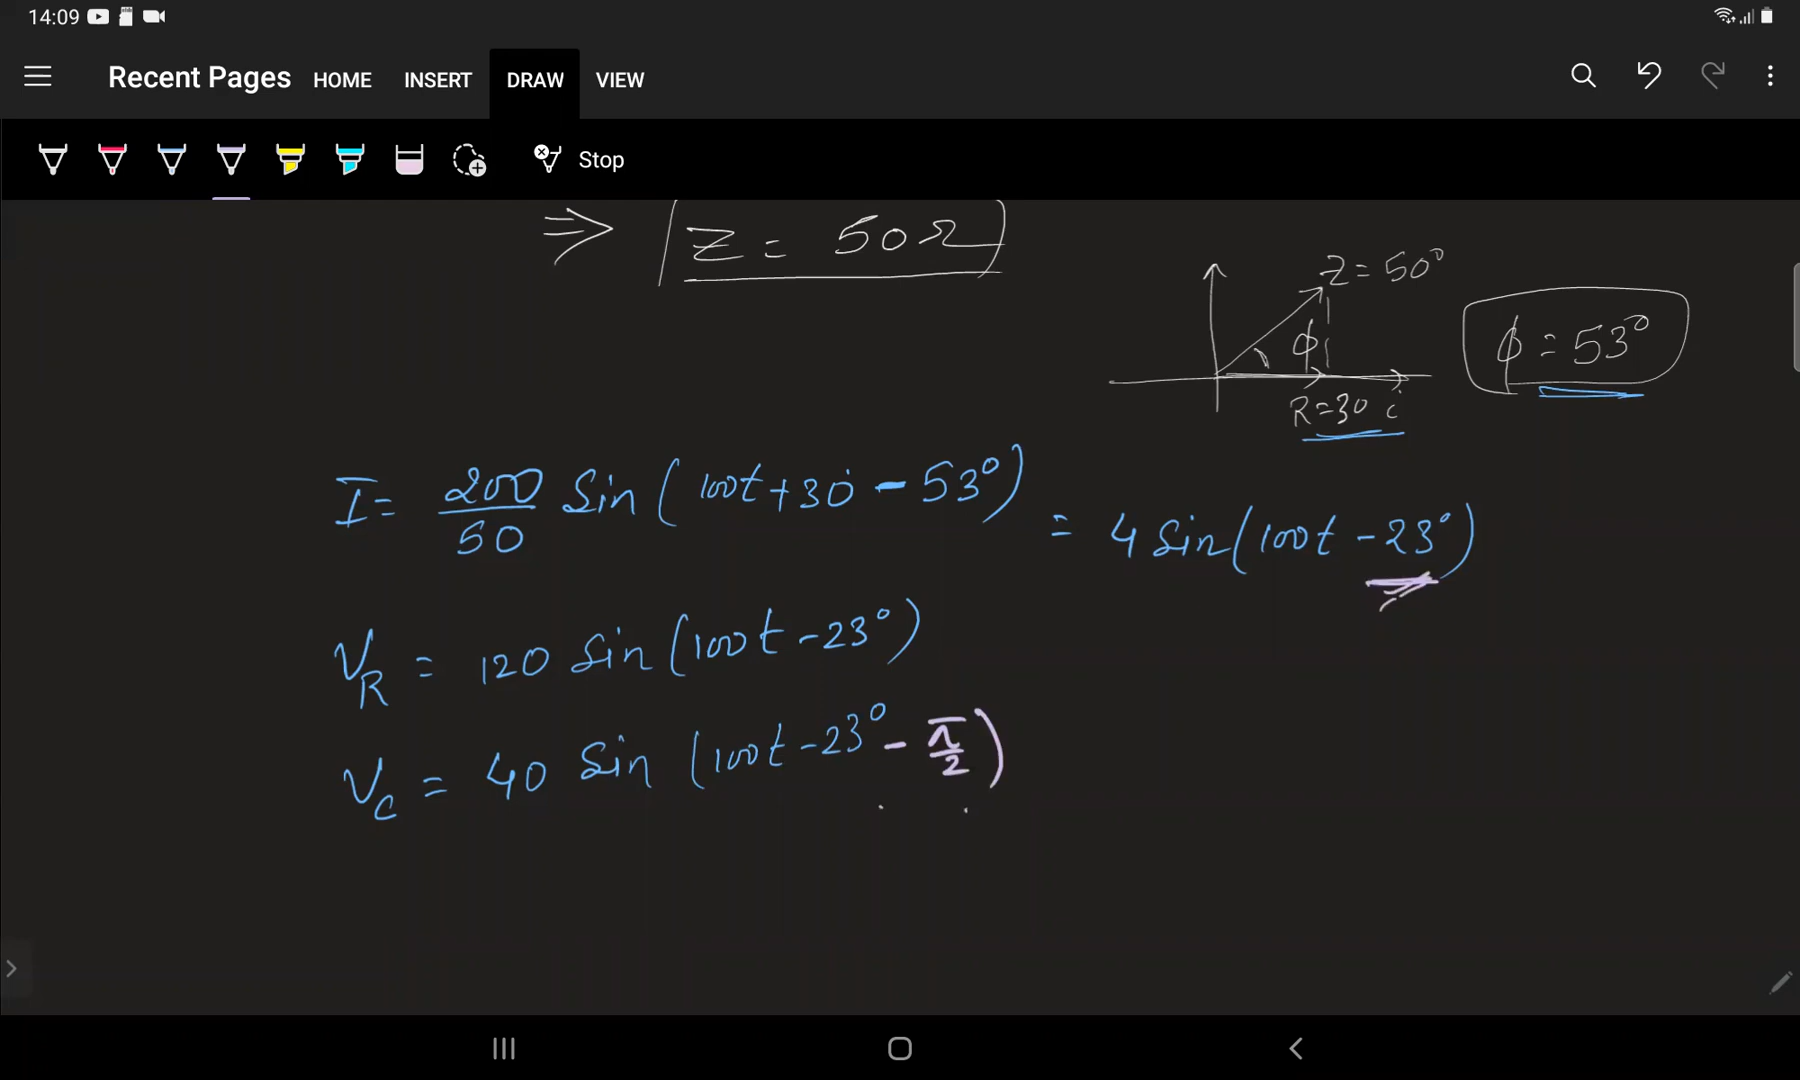 14:09
Recent Pages HOME INSERT DRAW VIEW
Stop
⇒ Z = 50Ω
Z = 50°
ϕ
ϕ = 53°
R=30 i
I = 200/50 Sin(100t+30 - 53°) = 4 Sin(100t - 23°)
V_R = 120 Sin(100t - 23°)
V_C = 40 Sin(100t - 23° - π/2)